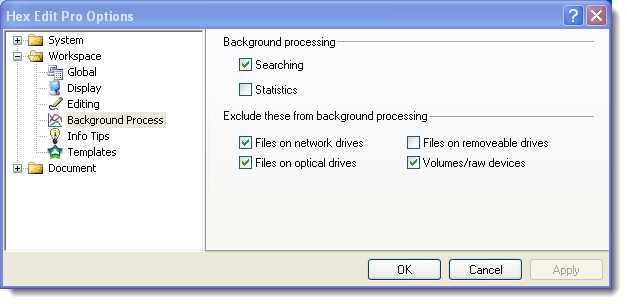 Hex Edit Pro Options
System
Workspace
Global
Display
Editing
Background Process
Info Tips
Templates
Document
Background processing
Searching
Statistics
Exclude these from background processing
Files on network drives
Files on removeable drives
Files on optical drives
Volumes/raw devices
OK
Cancel
Apply